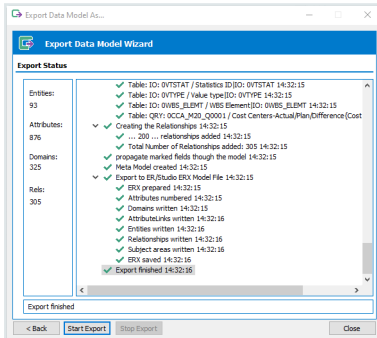 Export Data Model As...
Export Data Model Wizard
Export Status
Entities:
93
Attributes:
876
Domains:
325
Rels:
305
Table: IO: 0VTSTAT / Statistics ID|IO: 0VTSTAT 14:32:15
Table: IO: 0VTYPE / Value type|IO: 0VTYPE 14:32:15
Table: IO: 0WBS_ELEMT / WBS Element|IO: 0WBS_ELEMT 14:32:15
Table: QRY: 0CCA_M20_Q0001 / Cost Centers-Actual/Plan/Difference(Cost
Creating the Relationships 14:32:15
... 200 ... relationships added 14:32:15
Total Number of Relationships added: 305 14:32:15
propagate marked fields though the model 14:32:15
Meta Model created 14:32:15
Export to ER/Studio ERX Model File 14:32:15
ERX prepared 14:32:15
Attributes numbered 14:32:15
Domains written 14:32:15
AttributeLinks written 14:32:16
Entities written 14:32:16
Relationships written 14:32:16
Subject areas written 14:32:16
ERX saved 14:32:16
Export finished 14:32:16
Export finished
< Back
Start Export
Stop Export
Close